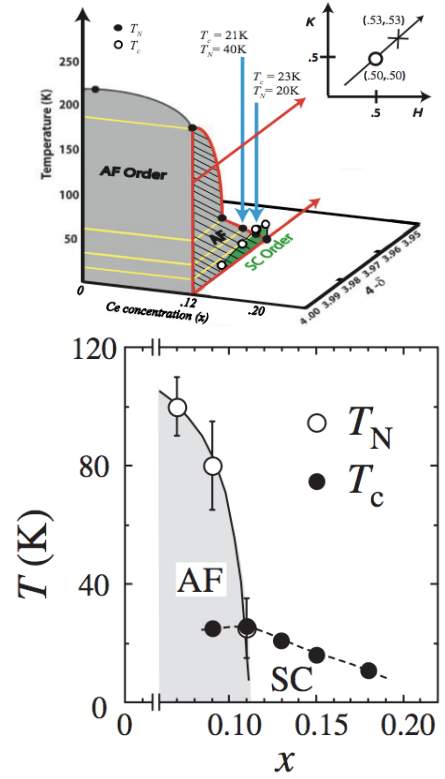 T_N
T_c
T_c = 21K
T_N = 40K
T_c = 23K
T_N = 20K
K
(.53,.53)
.5
(.50,.50)
.5
H
Temperature (K)
250
200
150
100
50
AF Order
AF
SC Order
0
.12
.20
Ce concentration (x)
4.00 3.99 3.98 3.97 3.96 3.95
4-δ
120
80
40
0
T (K)
T_N
T_c
AF
SC
0
0.10
0.15
0.20
x